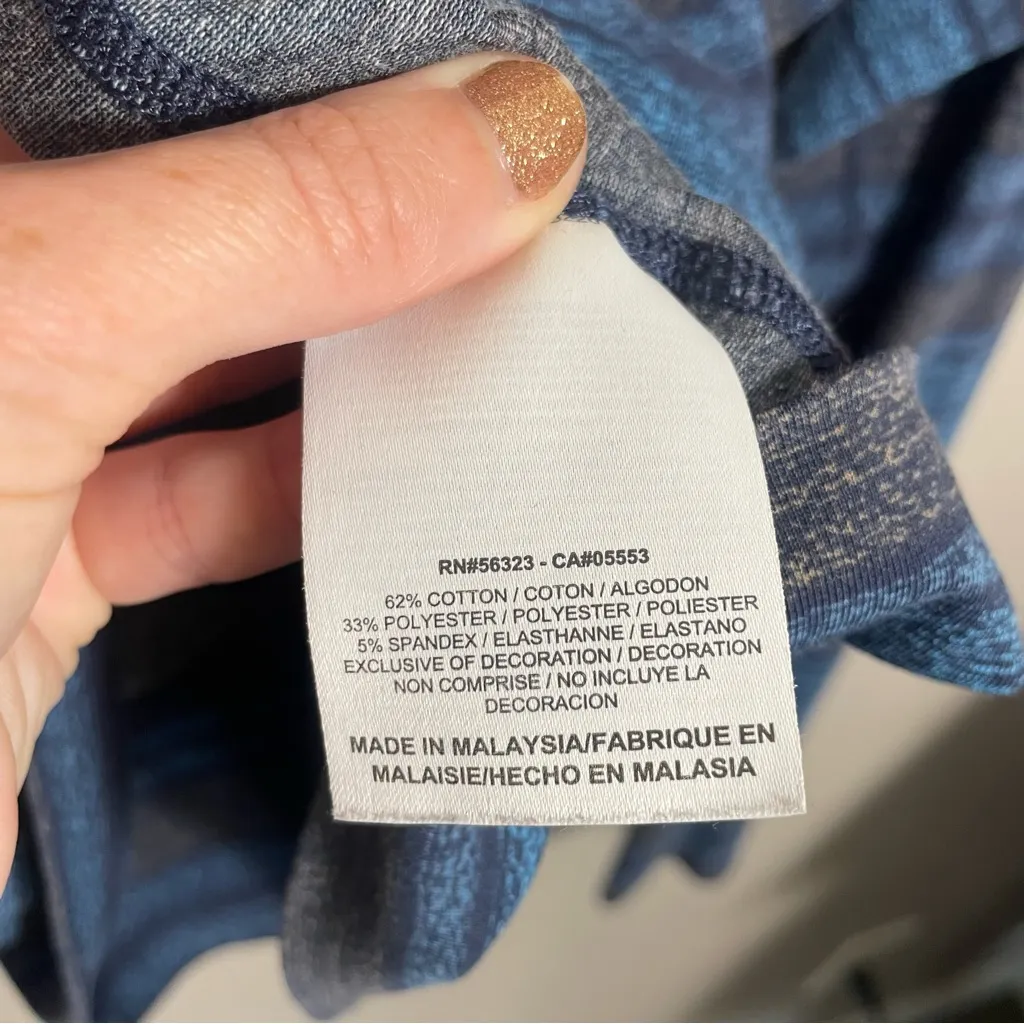 RN#56323 - CA#05553
62% COTTON / COTON / ALGODON
33% POLYESTER / POLYESTER / POLIESTER
5% SPANDEX / ELASTHANNE / ELASTANO
EXCLUSIVE OF DECORATION / DECORATION
NON COMPRISE / NO INCLUYE LA
DECORACION
MADE IN MALAYSIA/FABRIQUE EN
MALAISIE/HECHO EN MALASIA